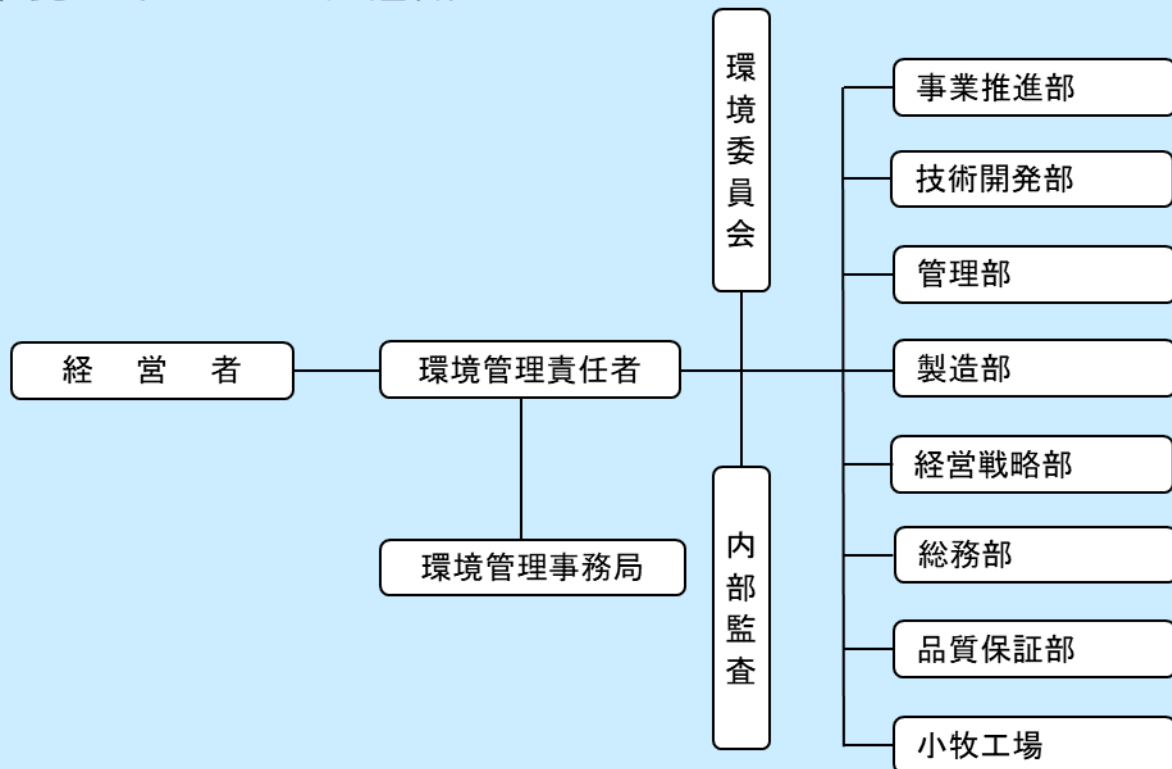 経営者
環境管理責任者
環境管理事務局
環境委員会
内部監査
事業推進部
技術開発部
管理部
製造部
経営戦略部
総務部
品質保証部
小牧工場